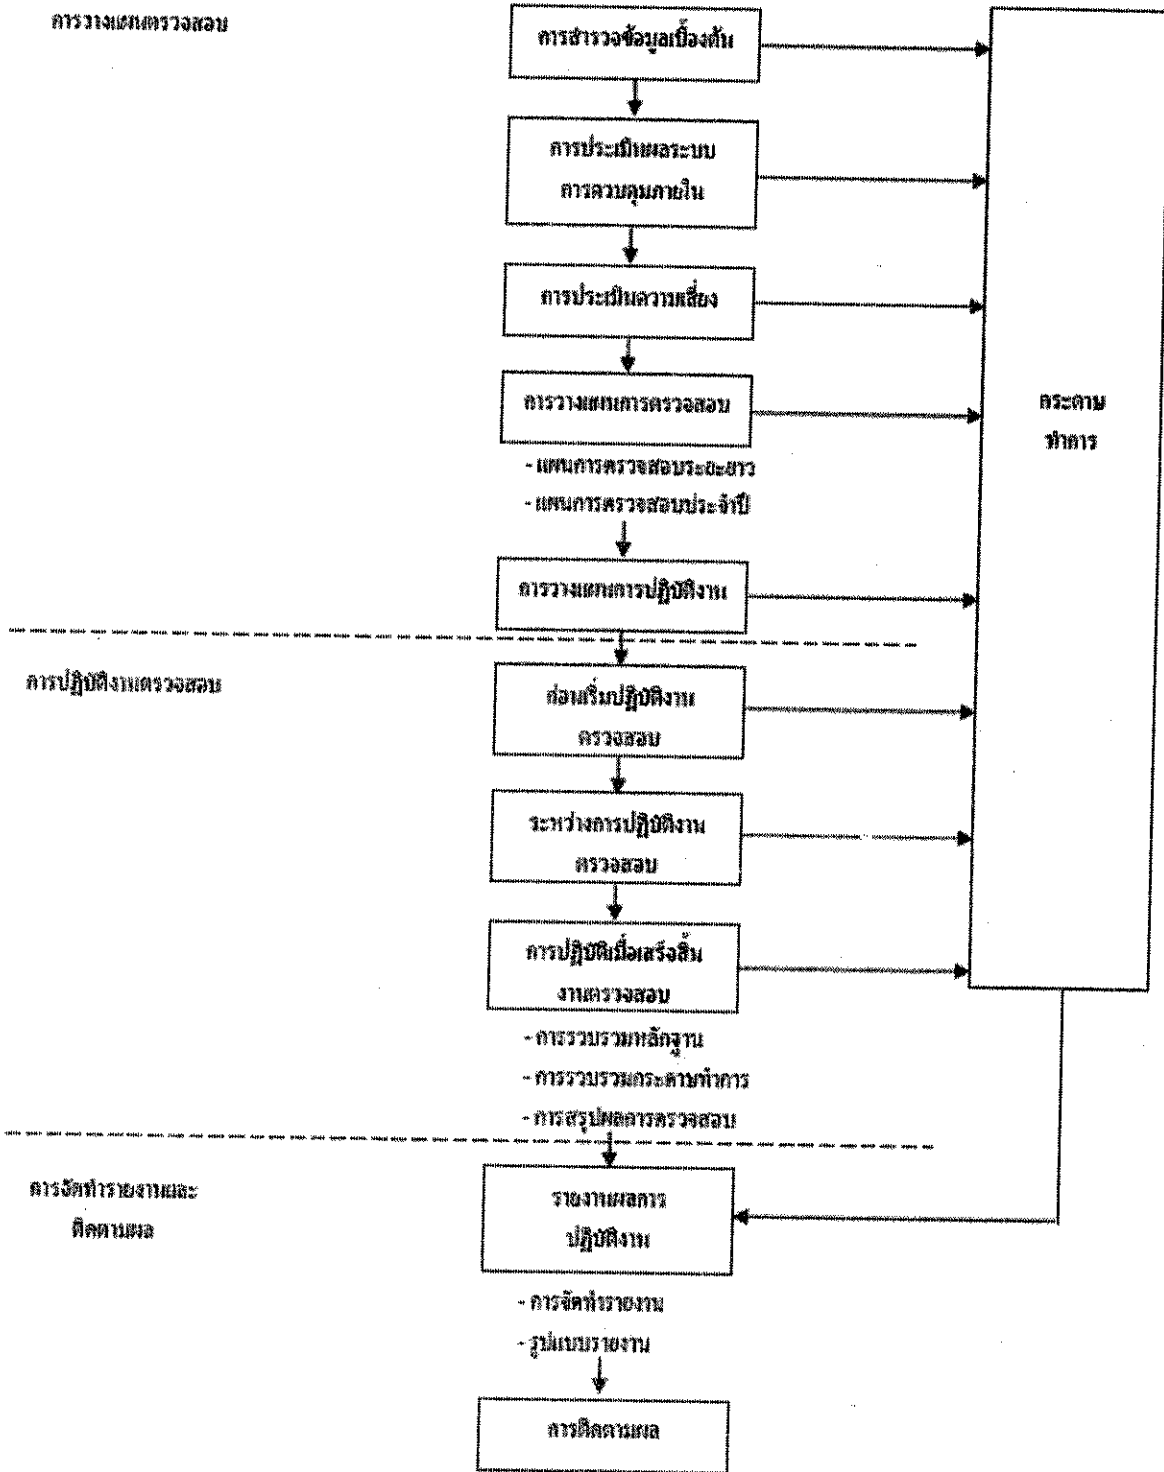 การวางแผนตรวจสอบ
การสำรวจข้อมูลเบื้องต้น
การประเมินผลระบบ
การควบคุมภายใน
การประเมินความเสี่ยง
การวางแผนการตรวจสอบ
- แผนการตรวจสอบระยะยาว
- แผนการตรวจสอบประจำปี
การวางแผนการปฏิบัติงาน
กระดาษ
ทำการ
การปฏิบัติงานตรวจสอบ
ก่อนเริ่มปฏิบัติงาน
ตรวจสอบ
ระหว่างการปฏิบัติงาน
ตรวจสอบ
การปฏิบัติเมื่อเสร็จสิ้น
งานตรวจสอบ
- การรวบรวมหลักฐาน
- การรวบรวมกระดาษทำการ
- การสรุปผลการตรวจสอบ
การจัดทำรายงานและ
ติดตามผล
รายงานผลการ
ปฏิบัติงาน
- การจัดทำรายงาน
- รูปแบบรายงาน
การติดตามผล